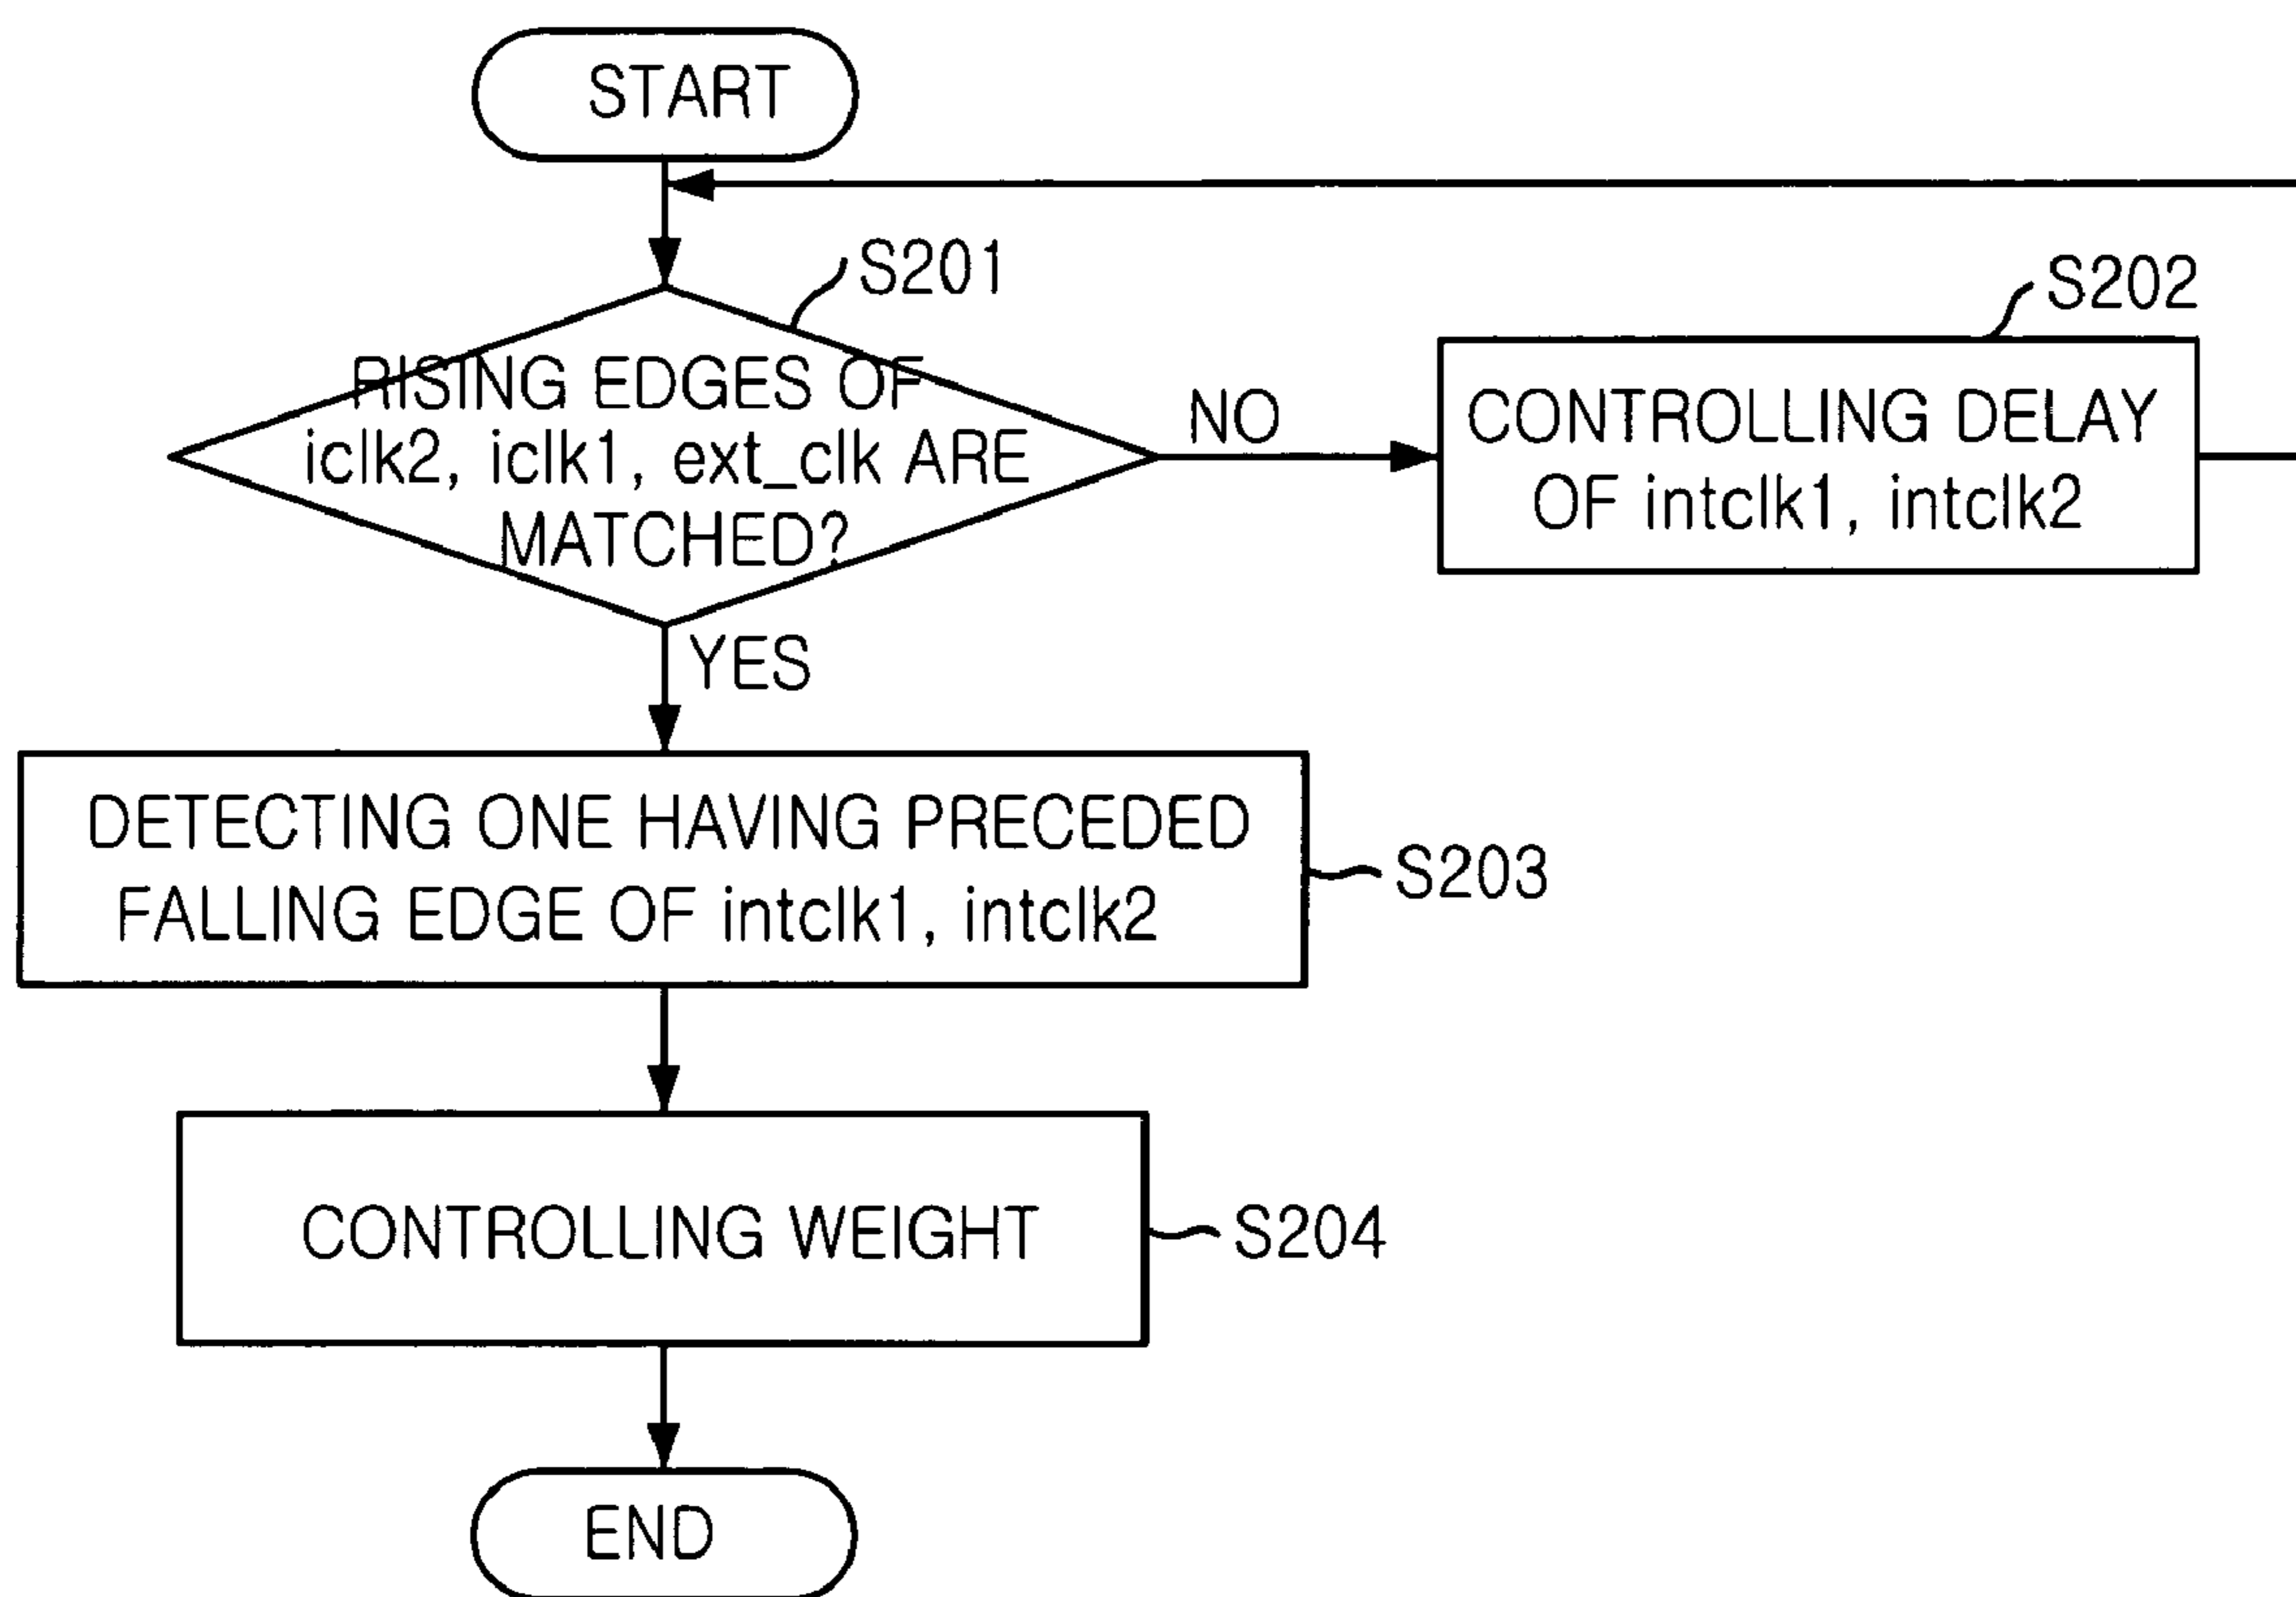 START
S201
RISING EDGES OF
iclk2, iclk1, ext_clk ARE
MATCHED?
NO
S202
CONTROLLING DELAY
OF intclk1, intclk2
YES
DETECTING ONE HAVING PRECEDED
FALLING EDGE OF intclk1, intclk2
S203
CONTROLLING WEIGHT
S204
END